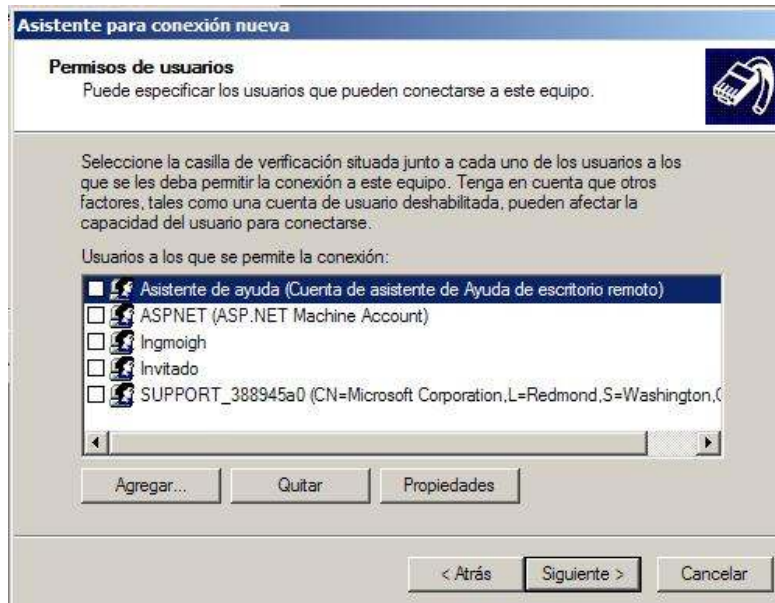 Asistente para conexión nueva
Permisos de usuarios
Puede especificar los usuarios que pueden conectarse a este equipo.
Seleccione la casilla de verificación situada junto a cada uno de los usuarios a los
que se les deba permitir la conexión a este equipo. Tenga en cuenta que otros
factores, tales como una cuenta de usuario deshabilitada, pueden afectar la
capacidad del usuario para conectarse.
Usuarios a los que se permite la conexión:
Asistente de ayuda (Cuenta de asistente de Ayuda de escritorio remoto)
ASPNET (ASP.NET Machine Account)
Ingmoigh
Invitado
SUPPORT_388945a0 (CN=Microsoft Corporation,L=Redmond,S=Washington,
Agregar... Quitar Propiedades
< Atrás Siguiente > Cancelar